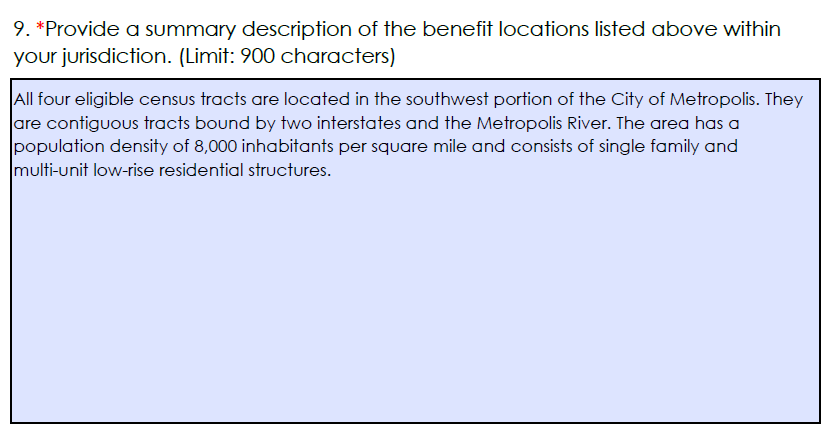 9. *Provide a summary description of the benefit locations listed above within
your jurisdiction. (Limit: 900 characters)
All four eligible census tracts are located in the southwest portion of the City of Metropolis. They
are contiguous tracts bound by two interstates and the Metropolis River. The area has a
population density of 8,000 inhabitants per square mile and consists of single family and
multi-unit low-rise residential structures.